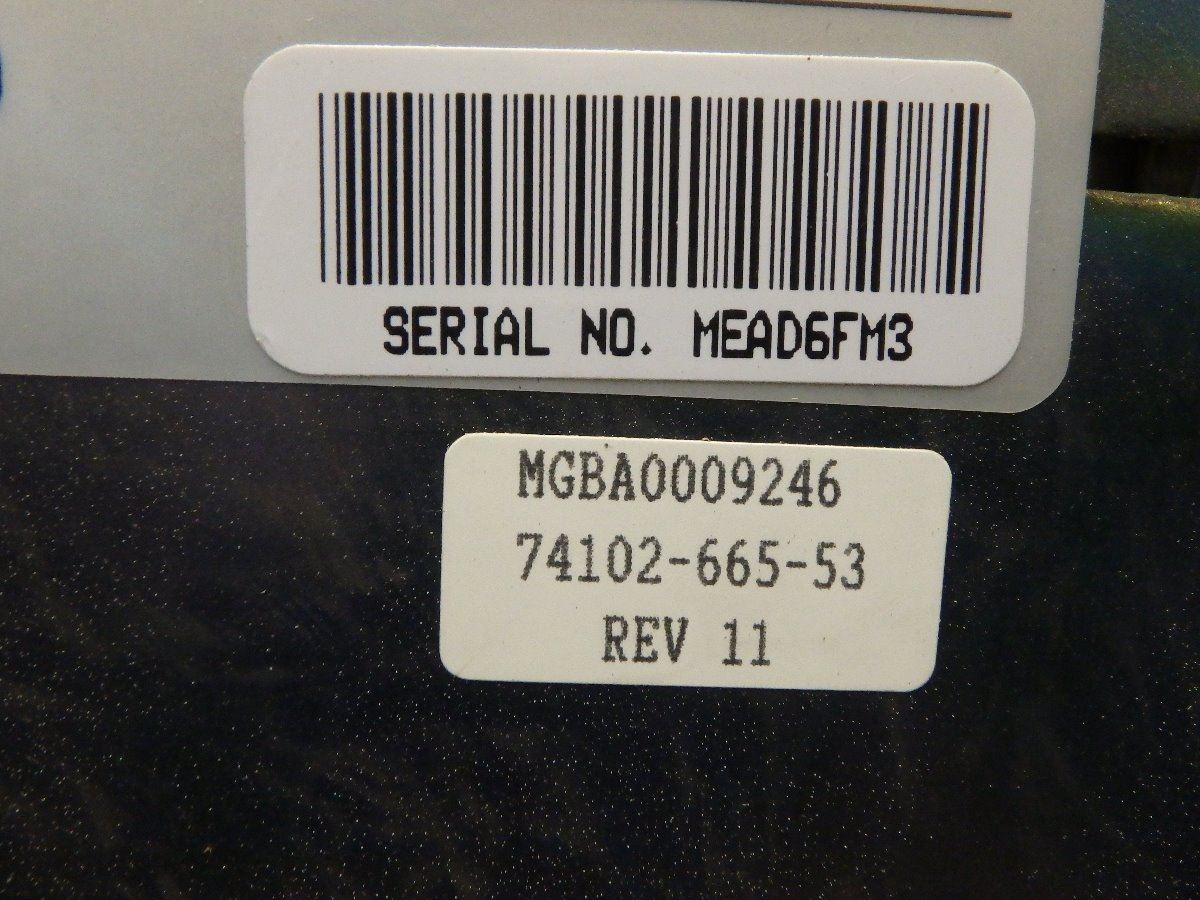 SERIAL NO. MEAD6FM3
MGBA0009246
74102-665-53
REV 11